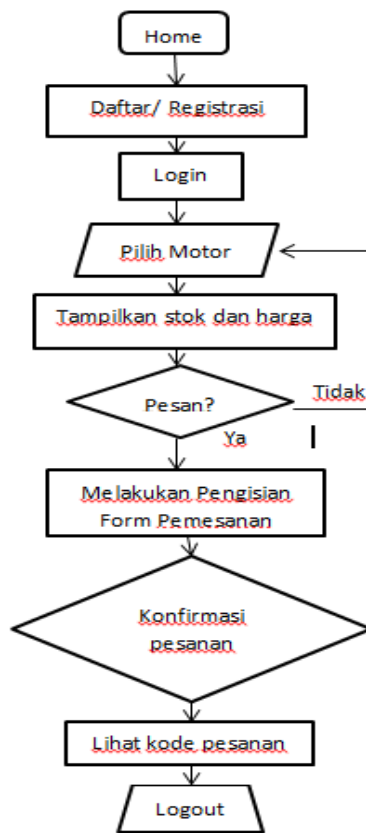 Home
Daftar/ Registrasi
Login
Pilih Motor
Tampilkan stok dan harga
Pesan?
Tidak
Ya
Melakukan Pengisian
Form Pemesanan
Konfirmasi
pesanan
Lihat kode pesanan
Logout